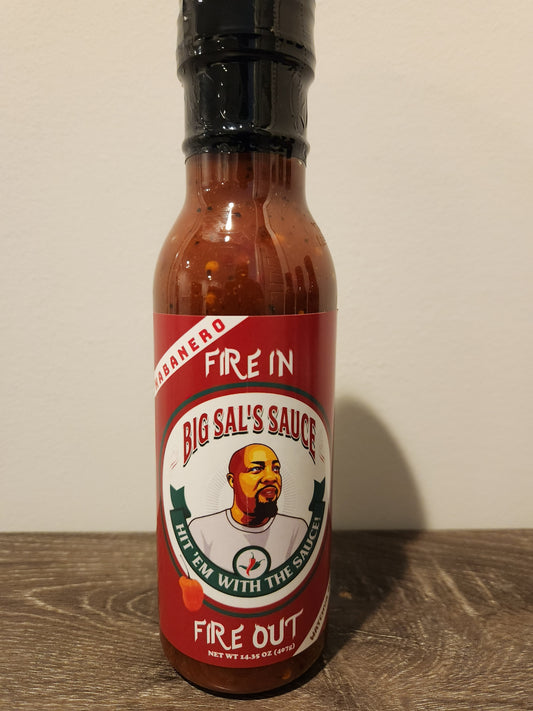 HABANERO
FIRE IN
BIG SAL'S SAUCE
HIT 'EM WITH THE SAUCE!
FIRE OUT
NET WT 14.35 OZ (407g)